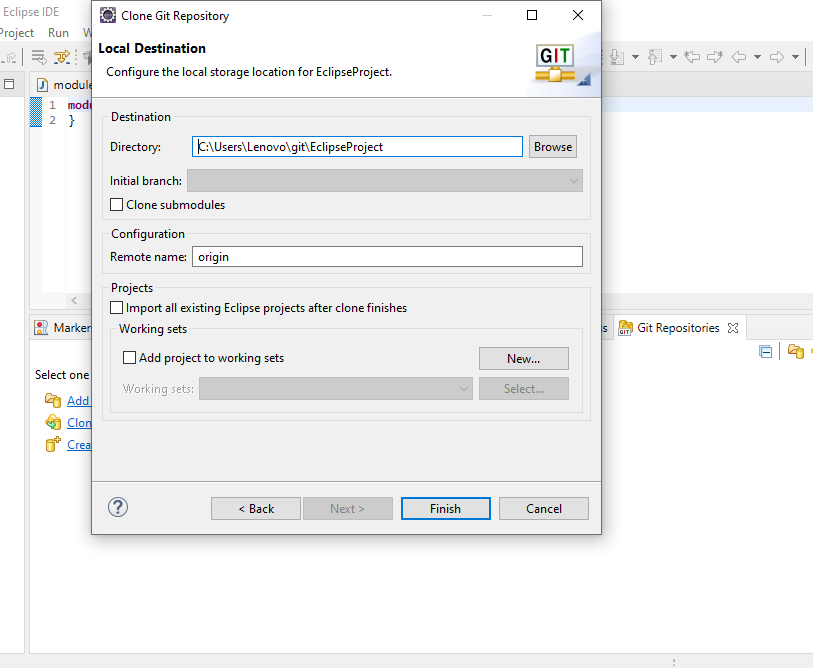 Eclipse IDE
Clone Git Repository
Project Run W
Local Destination
Configure the local storage location for EclipseProject.
GIT
module
Destination
1 modu
2 }
Directory: C:\Users\Lenovo\git\EclipseProject Browse
Initial branch:
Clone submodules
Configuration
Remote name: origin
Projects
Import all existing Eclipse projects after clone finishes
Marker
Working sets
s Git Repositories
Add project to working sets New...
Select one
Working sets: Select...
Add
Clon
Crea
? < Back Next > Finish Cancel